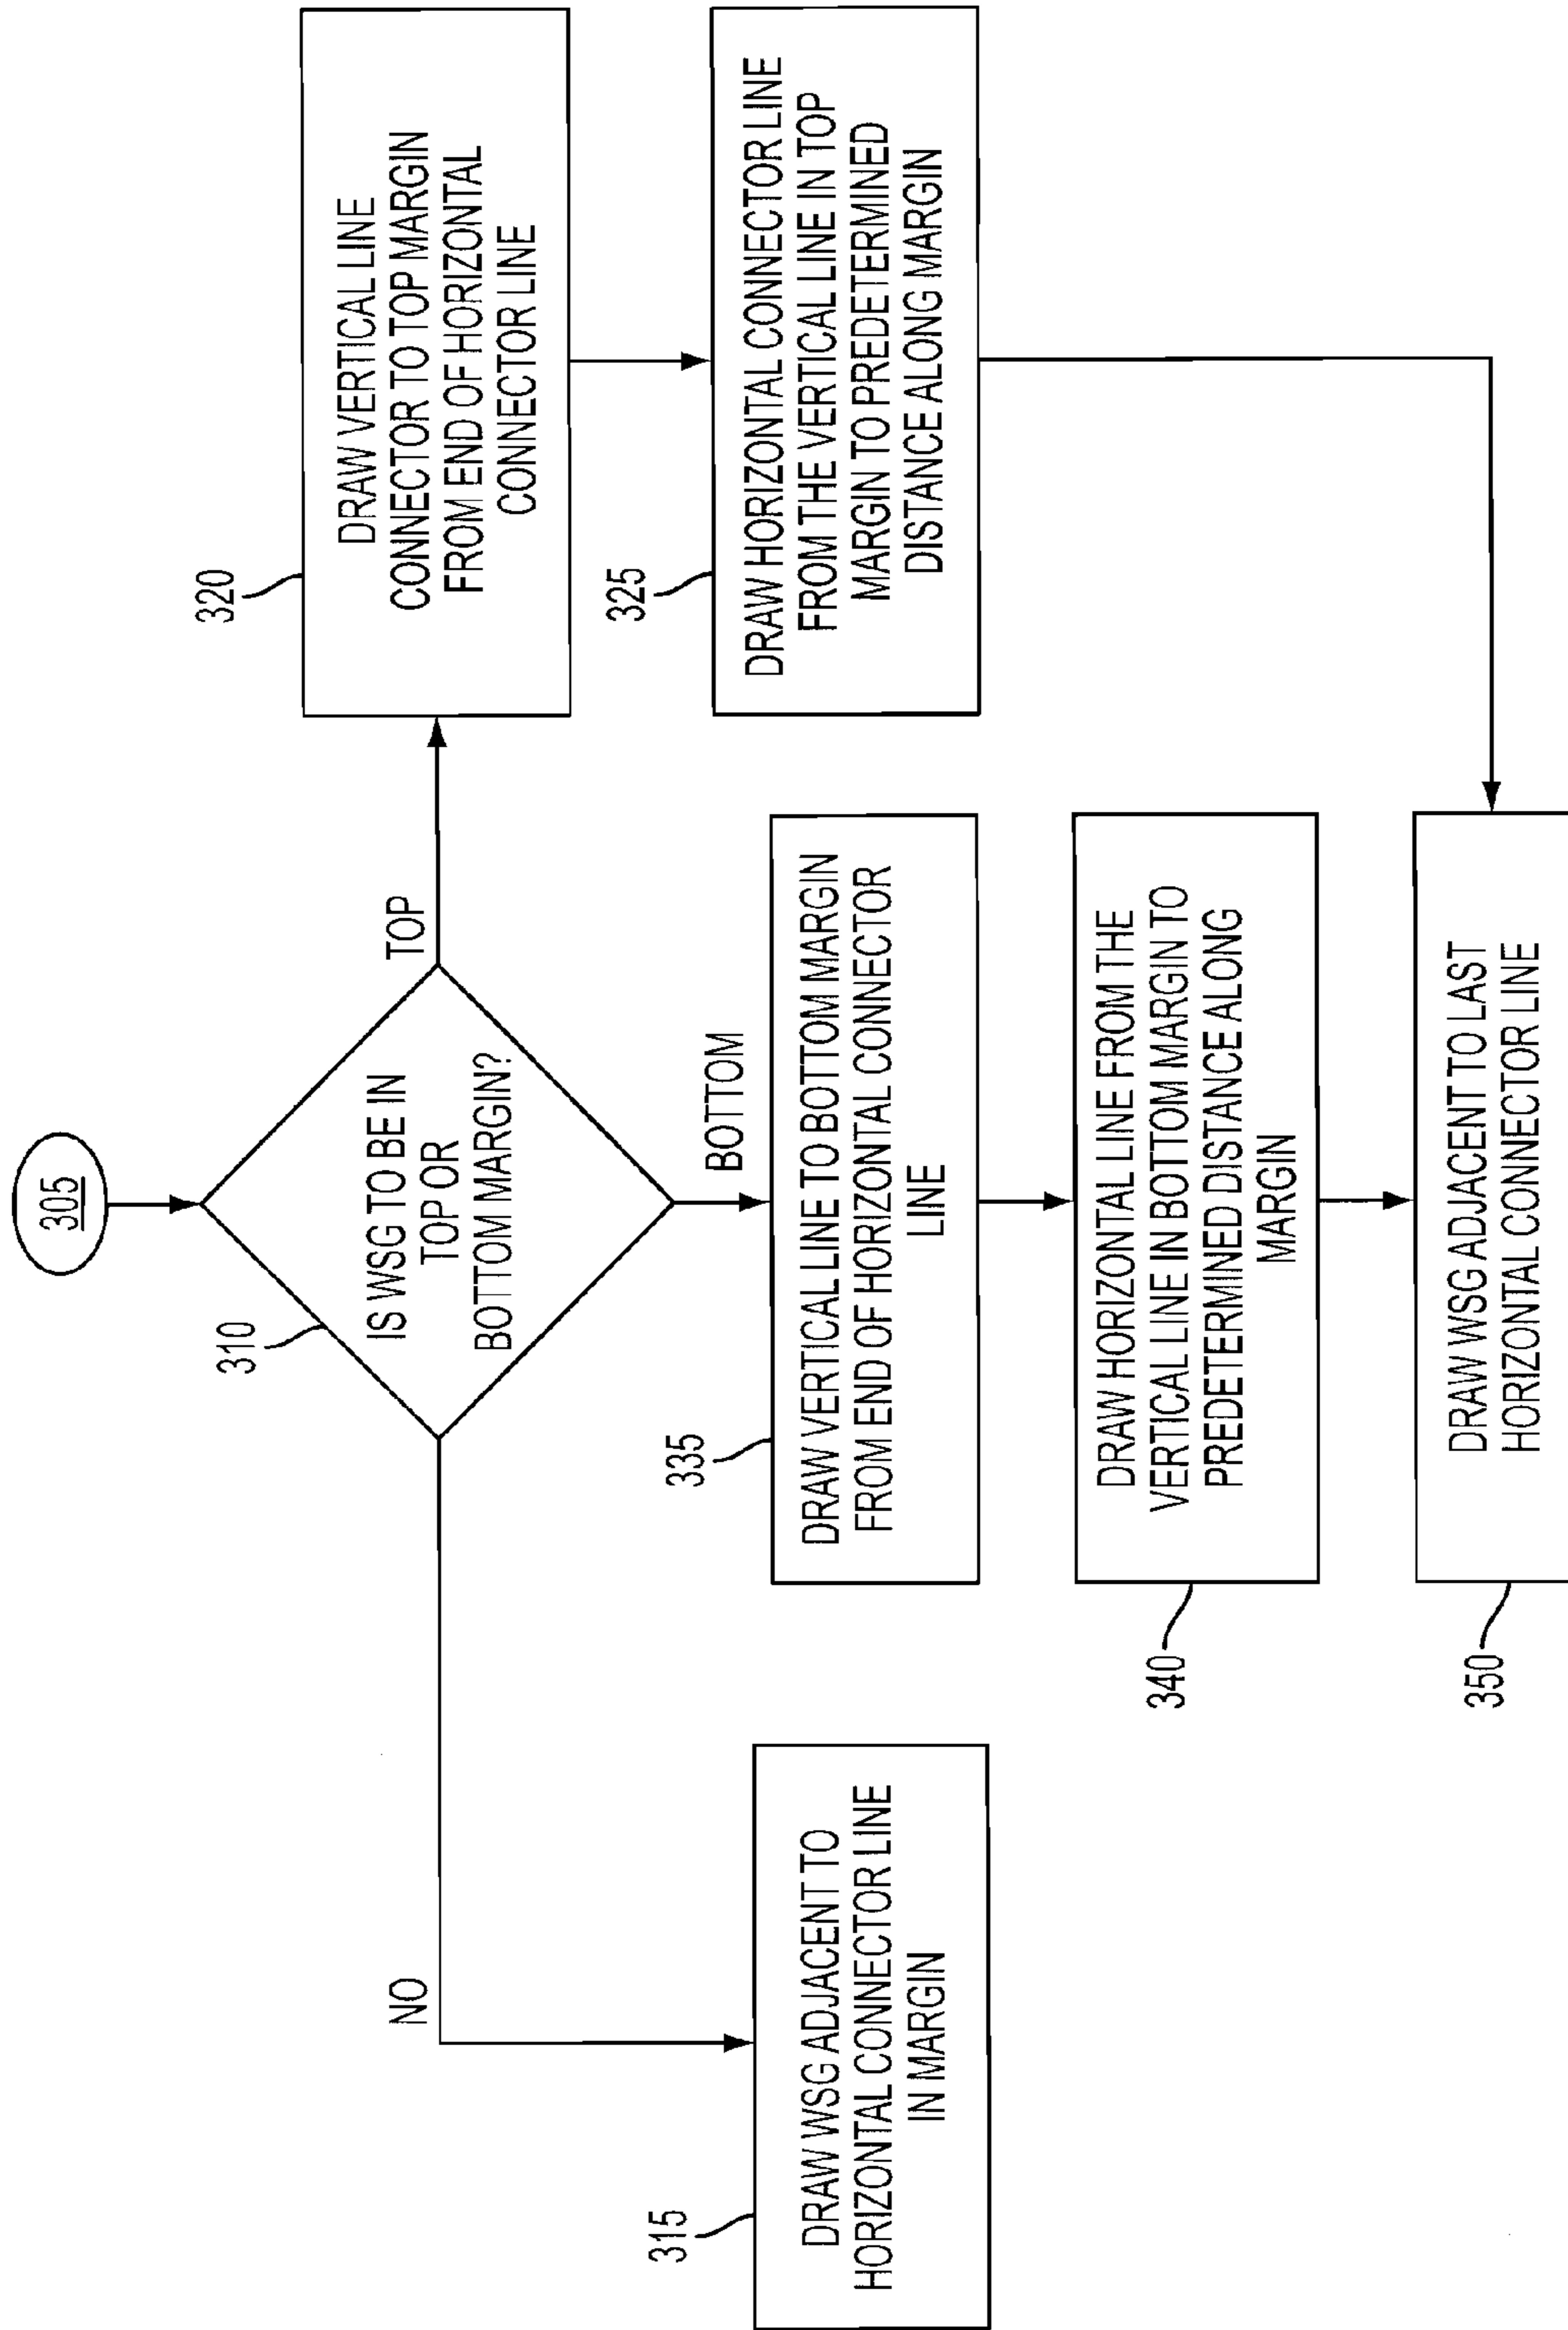 305
310
IS WSG TO BE IN
TOP OR
BOTTOM MARGIN?
NO
TOP
BOTTOM
315
DRAW WSG ADJACENT TO
HORIZONTAL CONNECTOR LINE
IN MARGIN
320
DRAW VERTICAL LINE
CONNECTOR TO TOP MARGIN
FROM END OF HORIZONTAL
CONNECTOR LINE
325
DRAW HORIZONTAL CONNECTOR LINE
FROM THE VERTICAL LINE IN TOP
MARGIN TO PREDETERMINED
DISTANCE ALONG MARGIN
335
DRAW VERTICAL LINE TO BOTTOM MARGIN
FROM END OF HORIZONTAL CONNECTOR
LINE
340
DRAW HORIZONTAL LINE FROM THE
VERTICAL LINE IN BOTTOM MARGIN TO
PREDETERMINED DISTANCE ALONG
MARGIN
350
DRAW WSG ADJACENT TO LAST
HORIZONTAL CONNECTOR LINE